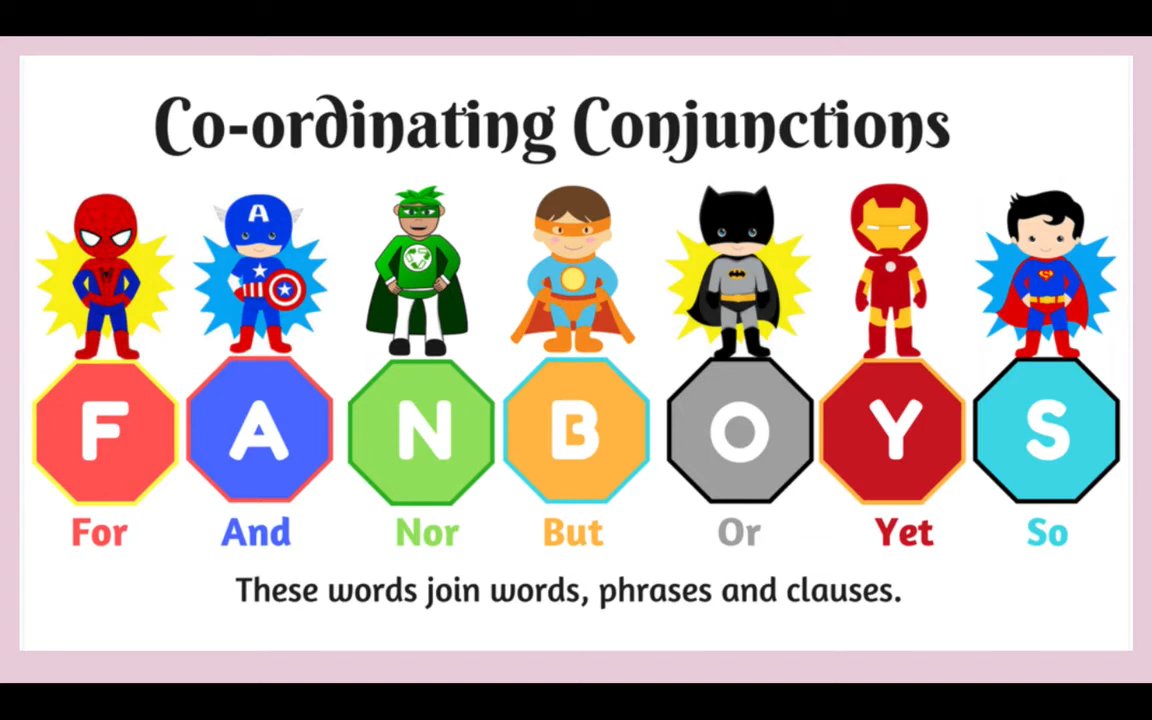 Co-ordinating Conjunctions
A
F A N B O Y S
For And Nor But Or Yet So
These words join words, phrases and clauses.